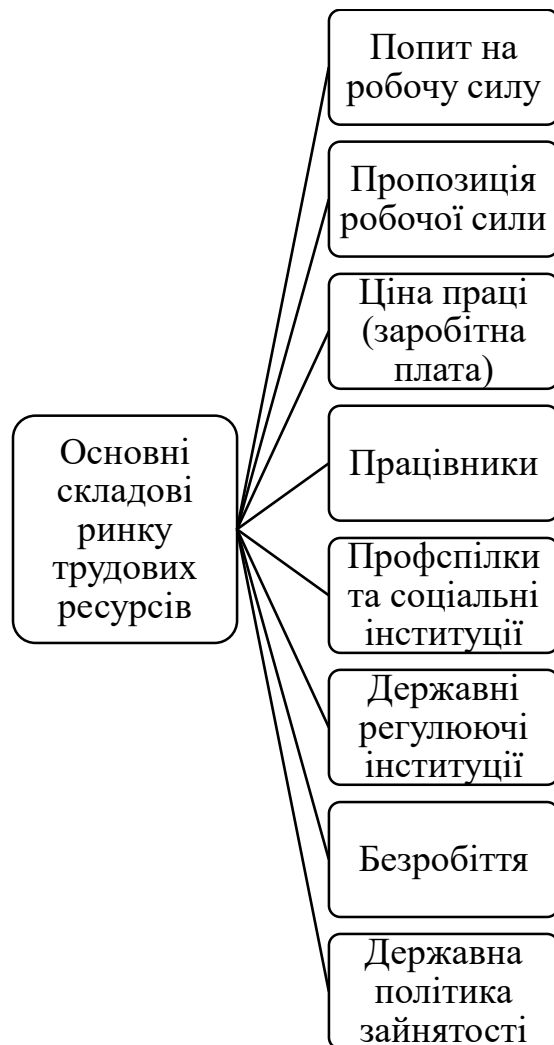 Попит на
робочу силу
Пропозиція
робочої сили
Ціна праці
(заробітна
плата)
Працівники
Основні
складові
ринку
трудових
ресурсів
Профспілки
та соціальні
інституції
Державні
регулюючі
інституції
Безробіття
Державна
політика
зайнятості